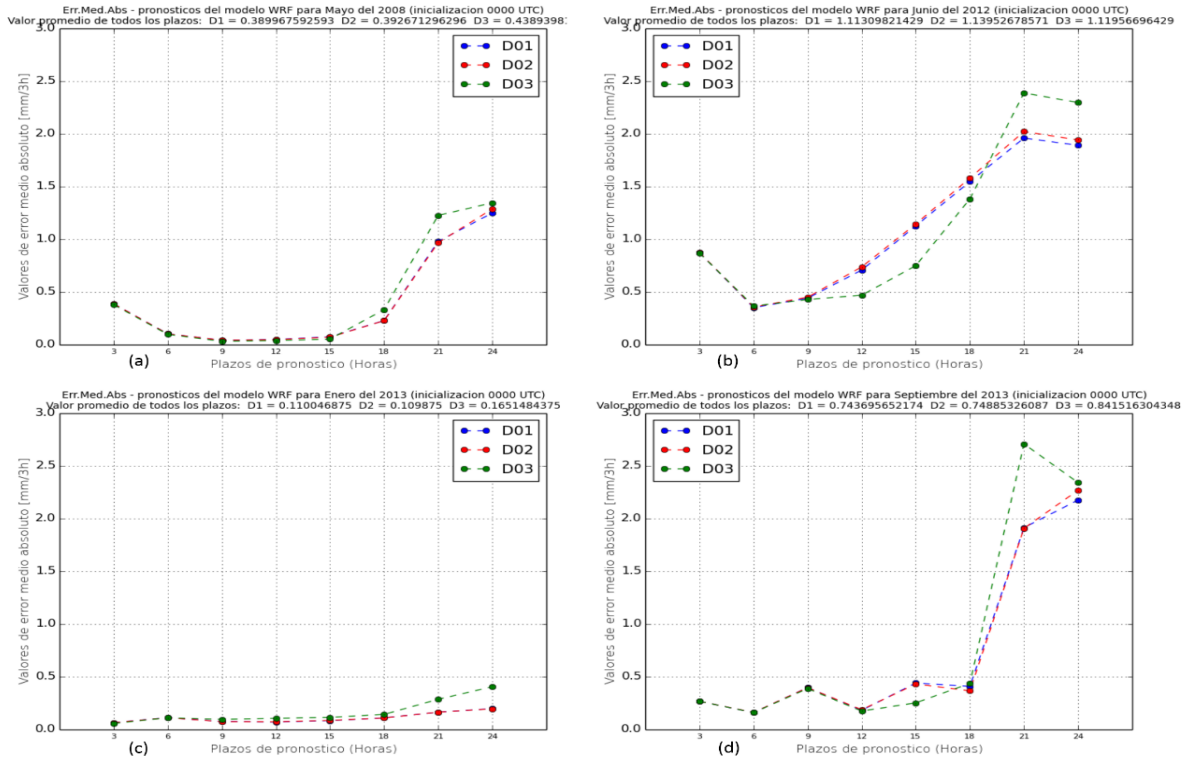 Err.Med.Abs - pronosticos del modelo WRF para Mayo del 2008 (inicializacion 0000 UTC)
Valor promedio de todos los plazos: D1 = 0.389967592593 D2 = 0.392671296296 D3 = 0.4389398
3.0
2.5
2.0
1.5
1.0
0.5
0.0
Valores de error medio absoluto [mm/3h]
D01
D02
D03
3 6 9 12 15 18 21 24
(a)
Plazos de pronostico (Horas)
Err.Med.Abs - pronosticos del modelo WRF para Junio del 2012 (inicializacion 0000 UTC)
Valor promedio de todos los plazos: D1 = 1.11309821429 D2 = 1.13952678571 D3 = 1.11956696429
3.0
2.5
2.0
1.5
1.0
0.5
0.0
Valores de error medio absoluto [mm/3h]
D01
D02
D03
3 6 9 12 15 18 21 24
(b)
Plazos de pronostico (Horas)
Err.Med.Abs - pronosticos del modelo WRF para Enero del 2013 (inicializacion 0000 UTC)
Valor promedio de todos los plazos: D1 = 0.110046875 D2 = 0.109875 D3 = 0.1651484375
3.0
2.5
2.0
1.5
1.0
0.5
0.0
Valores de error medio absoluto [mm/3h]
D01
D02
D03
3 6 9 12 15 18 21 24
(c)
Plazos de pronostico (Horas)
Err.Med.Abs - pronosticos del modelo WRF para Septiembre del 2013 (inicializacion 0000 UTC)
Valor promedio de todos los plazos: D1 = 0.743695652174 D2 = 0.74885326087 D3 = 0.841516304348
3.0
2.5
2.0
1.5
1.0
0.5
0.0
Valores de error medio absoluto [mm/3h]
D01
D02
D03
3 6 9 12 15 18 21 24
(d)
Plazos de pronostico (Horas)